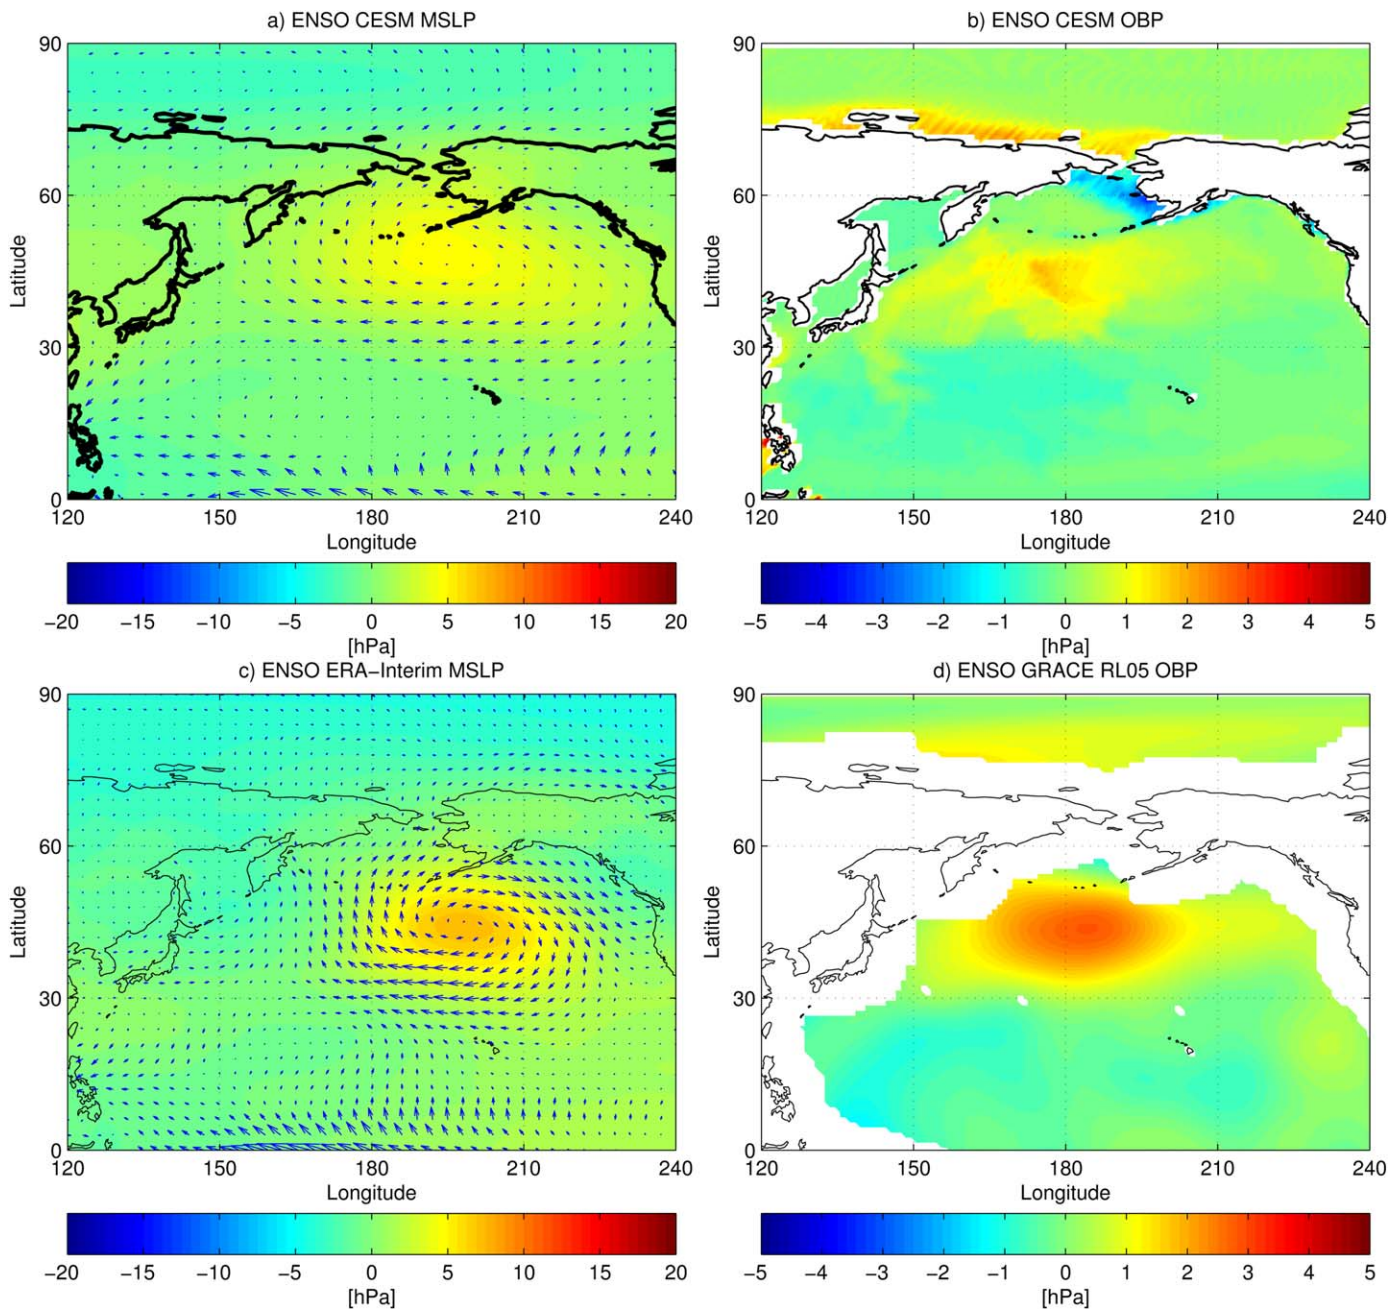 a) ENSO CESM MSLP
90
60
30
0
Latitude
120 150 180 210 240
Longitude
−20 −15 −10 −5 0 5 10 15 20
[hPa]
b) ENSO CESM OBP
90
60
30
0
Latitude
120 150 180 210 240
Longitude
−5 −4 −3 −2 −1 0 1 2 3 4 5
[hPa]
c) ENSO ERA−Interim MSLP
90
60
30
0
Latitude
120 150 180 210 240
Longitude
−20 −15 −10 −5 0 5 10 15 20
[hPa]
d) ENSO GRACE RL05 OBP
90
60
30
0
Latitude
120 150 180 210 240
Longitude
−5 −4 −3 −2 −1 0 1 2 3 4 5
[hPa]